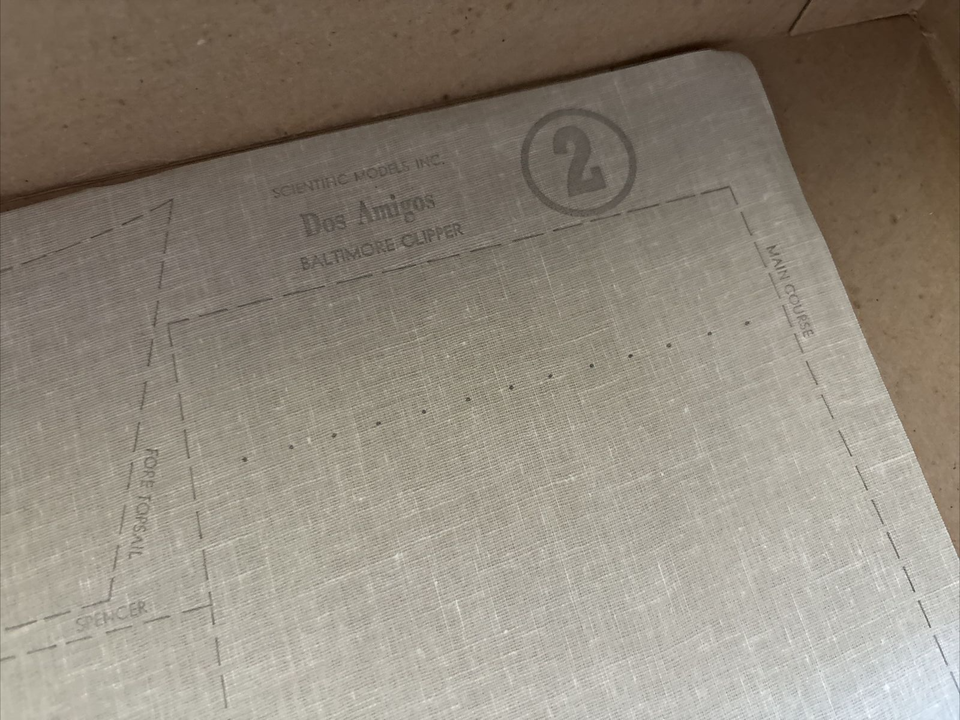 SCIENTIFIC MODELS INC.
Dos Amigos
BALTIMORE CLIPPER
2
MAIN COURSE
FORE TOPSAIL
SPENCER